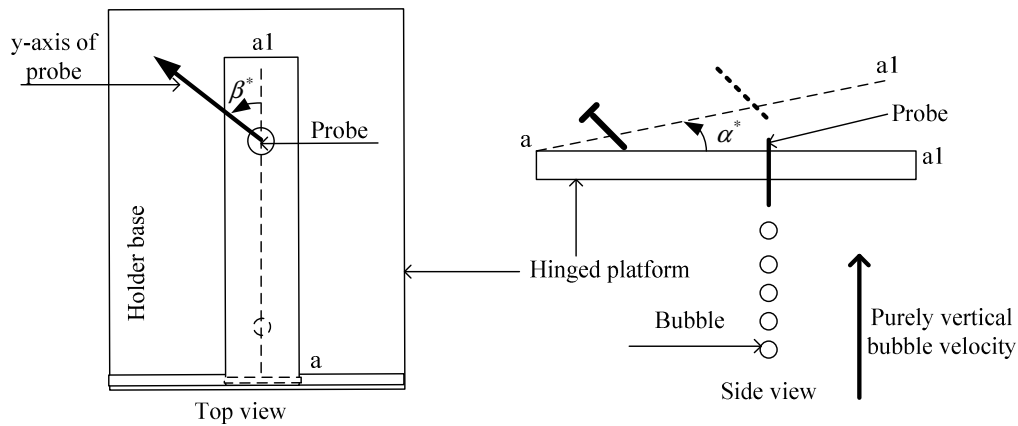 y-axis of
probe
a1
β*
Probe
Holder base
a
Top view
Hinged platform
a1
Probe
α*
a
a1
Bubble
Purely vertical
bubble velocity
Side view